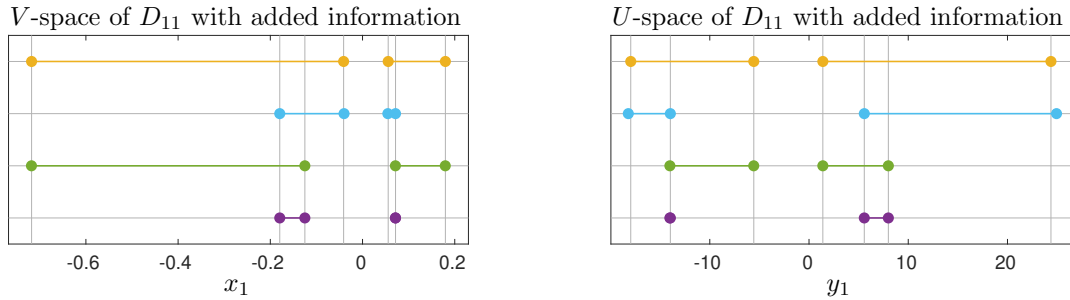 V-space of D₁₁ with added information
-0.6 -0.4 -0.2 0 0.2
x₁
U-space of D₁₁ with added information
-10 0 10 20
y₁